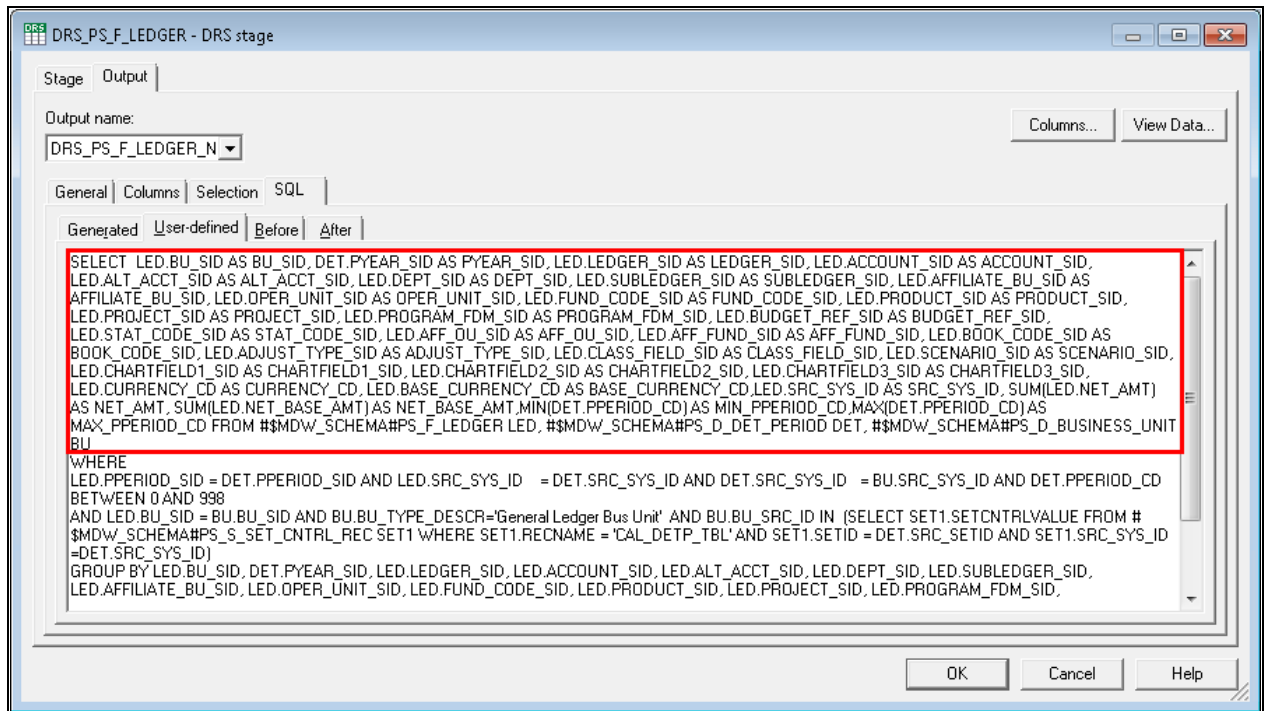 DRS
DRS_PS_F_LEDGER - DRS stage
Stage Output
Output name:
DRS_PS_F_LEDGER_N
Columns... View Data...
General Columns Selection SQL
Generated User-defined Before After
SELECT LED.BU_SID AS BU_SID, DET.PYEAR_SID AS PYEAR_SID, LED.LEDGER_SID AS LEDGER_SID, LED.ACCOUNT_SID AS ACCOUNT_SID,
LED.ALT_ACCT_SID AS ALT_ACCT_SID, LED.DEPT_SID AS DEPT_SID, LED.SUBLEDGER_SID AS SUBLEDGER_SID, LED.AFFILIATE_BU_SID AS
AFFILIATE_BU_SID, LED.OPER_UNIT_SID AS OPER_UNIT_SID, LED.FUND_CODE_SID AS FUND_CODE_SID, LED.PRODUCT_SID AS PRODUCT_SID,
LED.PROJECT_SID AS PROJECT_SID, LED.PROGRAM_FDM_SID AS PROGRAM_FDM_SID, LED.BUDGET_REF_SID AS BUDGET_REF_SID,
LED.STAT_CODE_SID AS STAT_CODE_SID, LED.AFF_OU_SID AS AFF_OU_SID, LED.AFF_FUND_SID AS AFF_FUND_SID, LED.BOOK_CODE_SID AS
BOOK_CODE_SID, LED.ADJUST_TYPE_SID AS ADJUST_TYPE_SID, LED.CLASS_FIELD_SID AS CLASS_FIELD_SID, LED.SCENARIO_SID AS SCENARIO_SID,
LED.CHARTFIELD1_SID AS CHARTFIELD1_SID, LED.CHARTFIELD2_SID AS CHARTFIELD2_SID, LED.CHARTFIELD3_SID AS CHARTFIELD3_SID,
LED.CURRENCY_CD AS CURRENCY_CD, LED.BASE_CURRENCY_CD AS BASE_CURRENCY_CD,LED.SRC_SYS_ID AS SRC_SYS_ID, SUM(LED.NET_AMT)
AS NET_AMT, SUM(LED.NET_BASE_AMT) AS NET_BASE_AMT,MIN(DET.PPERIOD_CD) AS MIN_PPERIOD_CD,MAX(DET.PPERIOD_CD) AS
MAX_PPERIOD_CD FROM #$MDW_SCHEMA#PS_F_LEDGER LED, #$MDW_SCHEMA#PS_D_DET_PERIOD DET, #$MDW_SCHEMA#PS_D_BUSINESS_UNIT
BU
WHERE
LED.PPERIOD_SID = DET.PPERIOD_SID AND LED.SRC_SYS_ID = DET.SRC_SYS_ID AND DET.SRC_SYS_ID = BU.SRC_SYS_ID AND DET.PPERIOD_CD
BETWEEN 0 AND 998
AND LED.BU_SID = BU.BU_SID AND BU.BU_TYPE_DESCR='General Ledger Bus Unit' AND BU.BU_SRC_ID IN (SELECT SET1.SETCNTRLVALUE FROM #
$MDW_SCHEMA#PS_S_SET_CNTRL_REC SET1 WHERE SET1.RECNAME = 'CAL_DETP_TBL' AND SET1.SETID = DET.SRC_SETID AND SET1.SRC_SYS_ID
=DET.SRC_SYS_ID)
GROUP BY LED.BU_SID, DET.PYEAR_SID, LED.LEDGER_SID, LED.ACCOUNT_SID, LED.ALT_ACCT_SID, LED.DEPT_SID, LED.SUBLEDGER_SID,
LED.AFFILIATE_BU_SID, LED.OPER_UNIT_SID, LED.FUND_CODE_SID, LED.PRODUCT_SID, LED.PROJECT_SID, LED.PROGRAM_FDM_SID,
OK Cancel Help